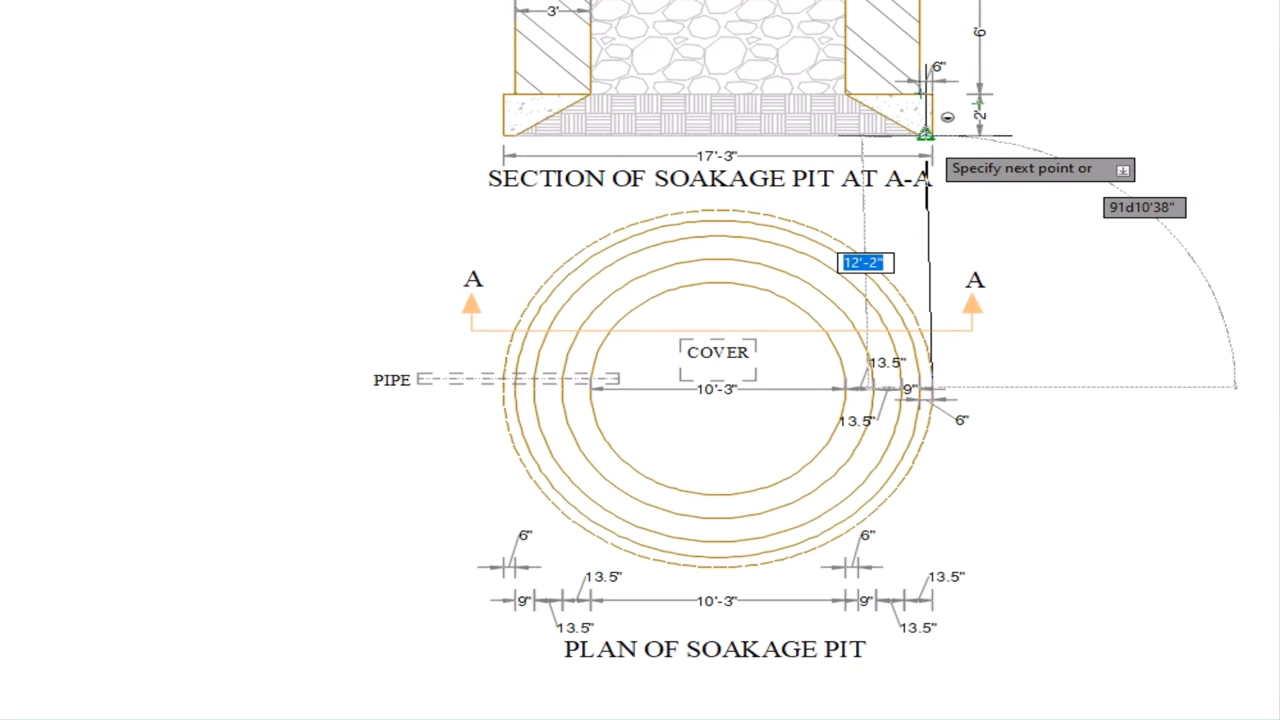 3'
6'
6"
2'
17'-3"
SECTION OF SOAKAGE PIT AT A-A
Specify next point or
91d10'38"
12'-2"
A
A
COVER
13.5"
PIPE
10'-3"
9"
13.5"
6"
6"
6"
13.5"
13.5"
9"
10'-3"
9"
13.5"
13.5"
PLAN OF SOAKAGE PIT